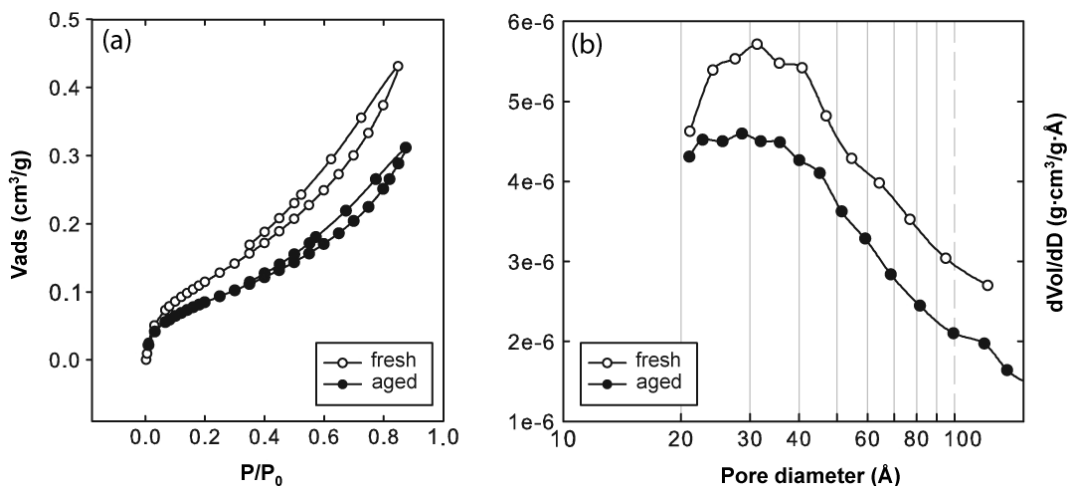 (a)
0.5
0.4
0.3
0.2
0.1
0.0
Vads (cm³/g)
fresh
aged
0.0 0.2 0.4 0.6 0.8 1.0
P/P₀
(b)
6e-6
5e-6
4e-6
3e-6
2e-6
1e-6
dVol/dD (g·cm³/g·Å)
fresh
aged
10 20 30 40 60 80 100
Pore diameter (Å)